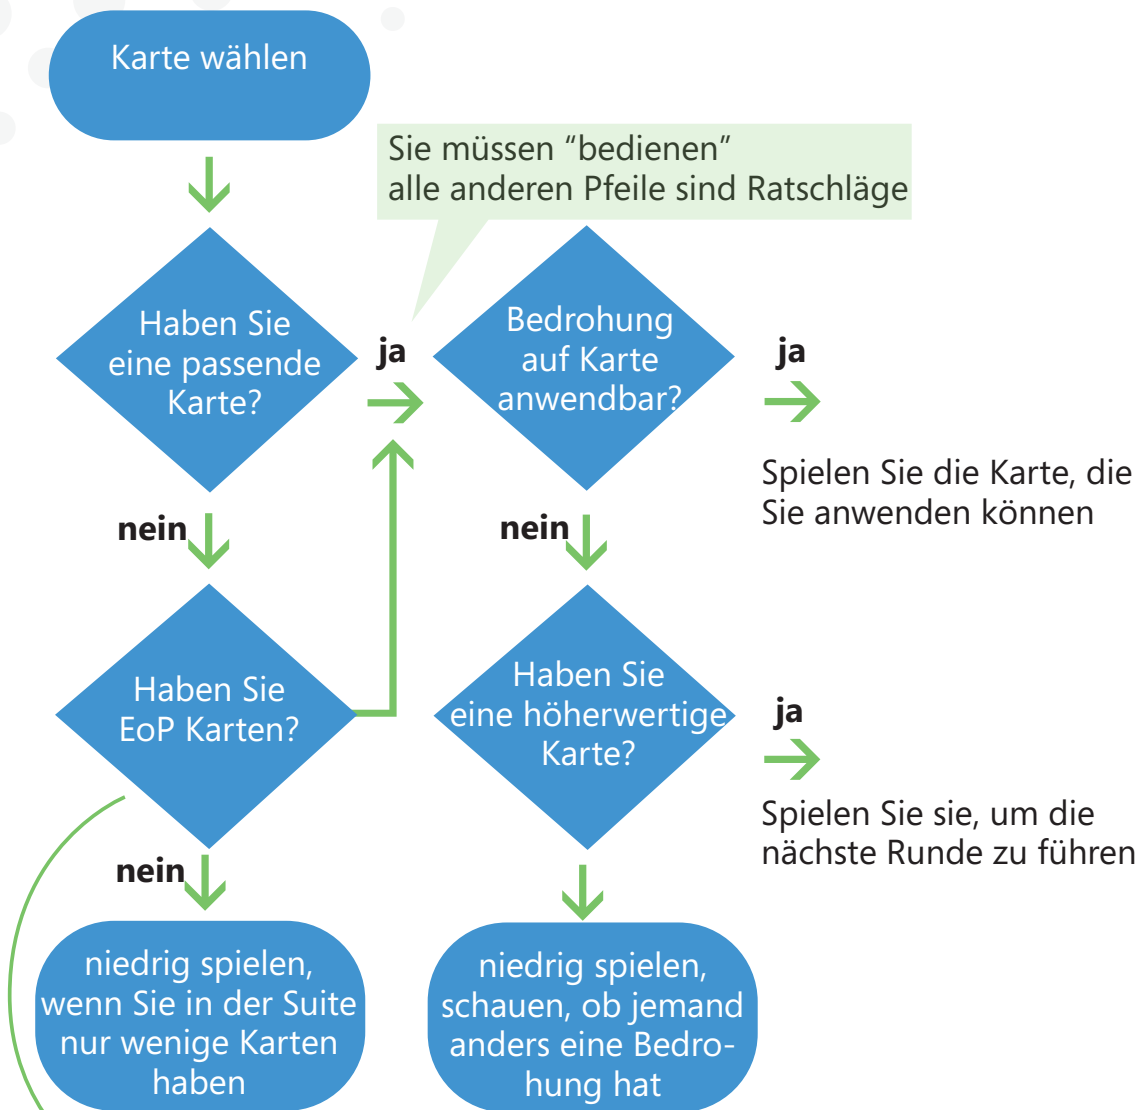 Karte wählen
Sie müssen “bedienen”
alle anderen Pfeile sind Ratschläge
Haben Sie
eine passende
Karte?
ja
Bedrohung
auf Karte
anwendbar?
ja
Spielen Sie die Karte, die
Sie anwenden können
nein
nein
Haben Sie
EoP Karten?
Haben Sie
eine höherwertige
Karte?
ja
Spielen Sie sie, um die
nächste Runde zu führen
nein
niedrig spielen,
wenn Sie in der Suite
nur wenige Karten
haben
niedrig spielen,
schauen, ob jemand
anders eine Bedro-
hung hat